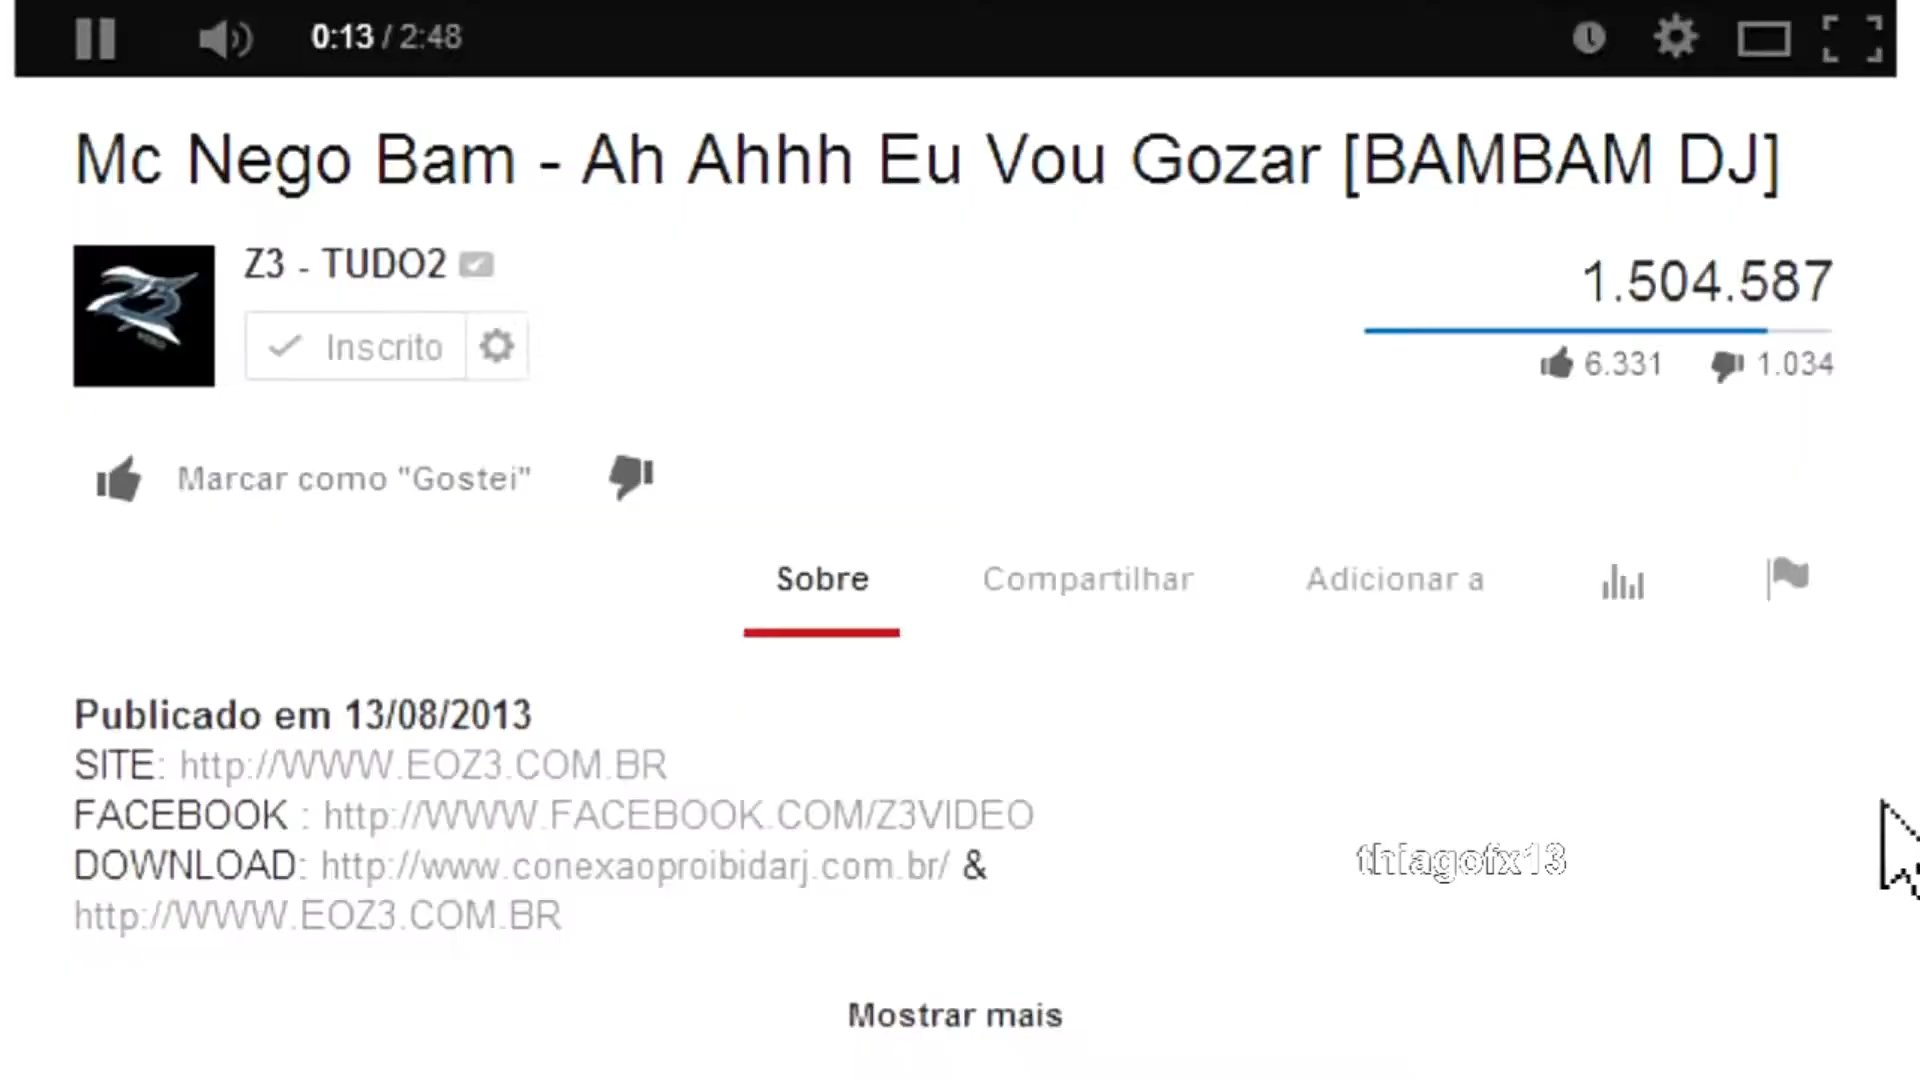 0:13 / 2:48
Mc Nego Bam - Ah Ahhh Eu Vou Gozar [BAMBAM DJ]
Z3 - TUDO2
1.504.587
Inscrito
6.331 1.034
Marcar como "Gostei"
Sobre Compartilhar Adicionar a
Publicado em 13/08/2013
SITE: http://WWW.EOZ3.COM.BR
FACEBOOK : http://WWW.FACEBOOK.COM/Z3VIDEO
DOWNLOAD: http://www.conexaoproibidarj.com.br/ &
http://WWW.EOZ3.COM.BR
thiagofx13
Mostrar mais